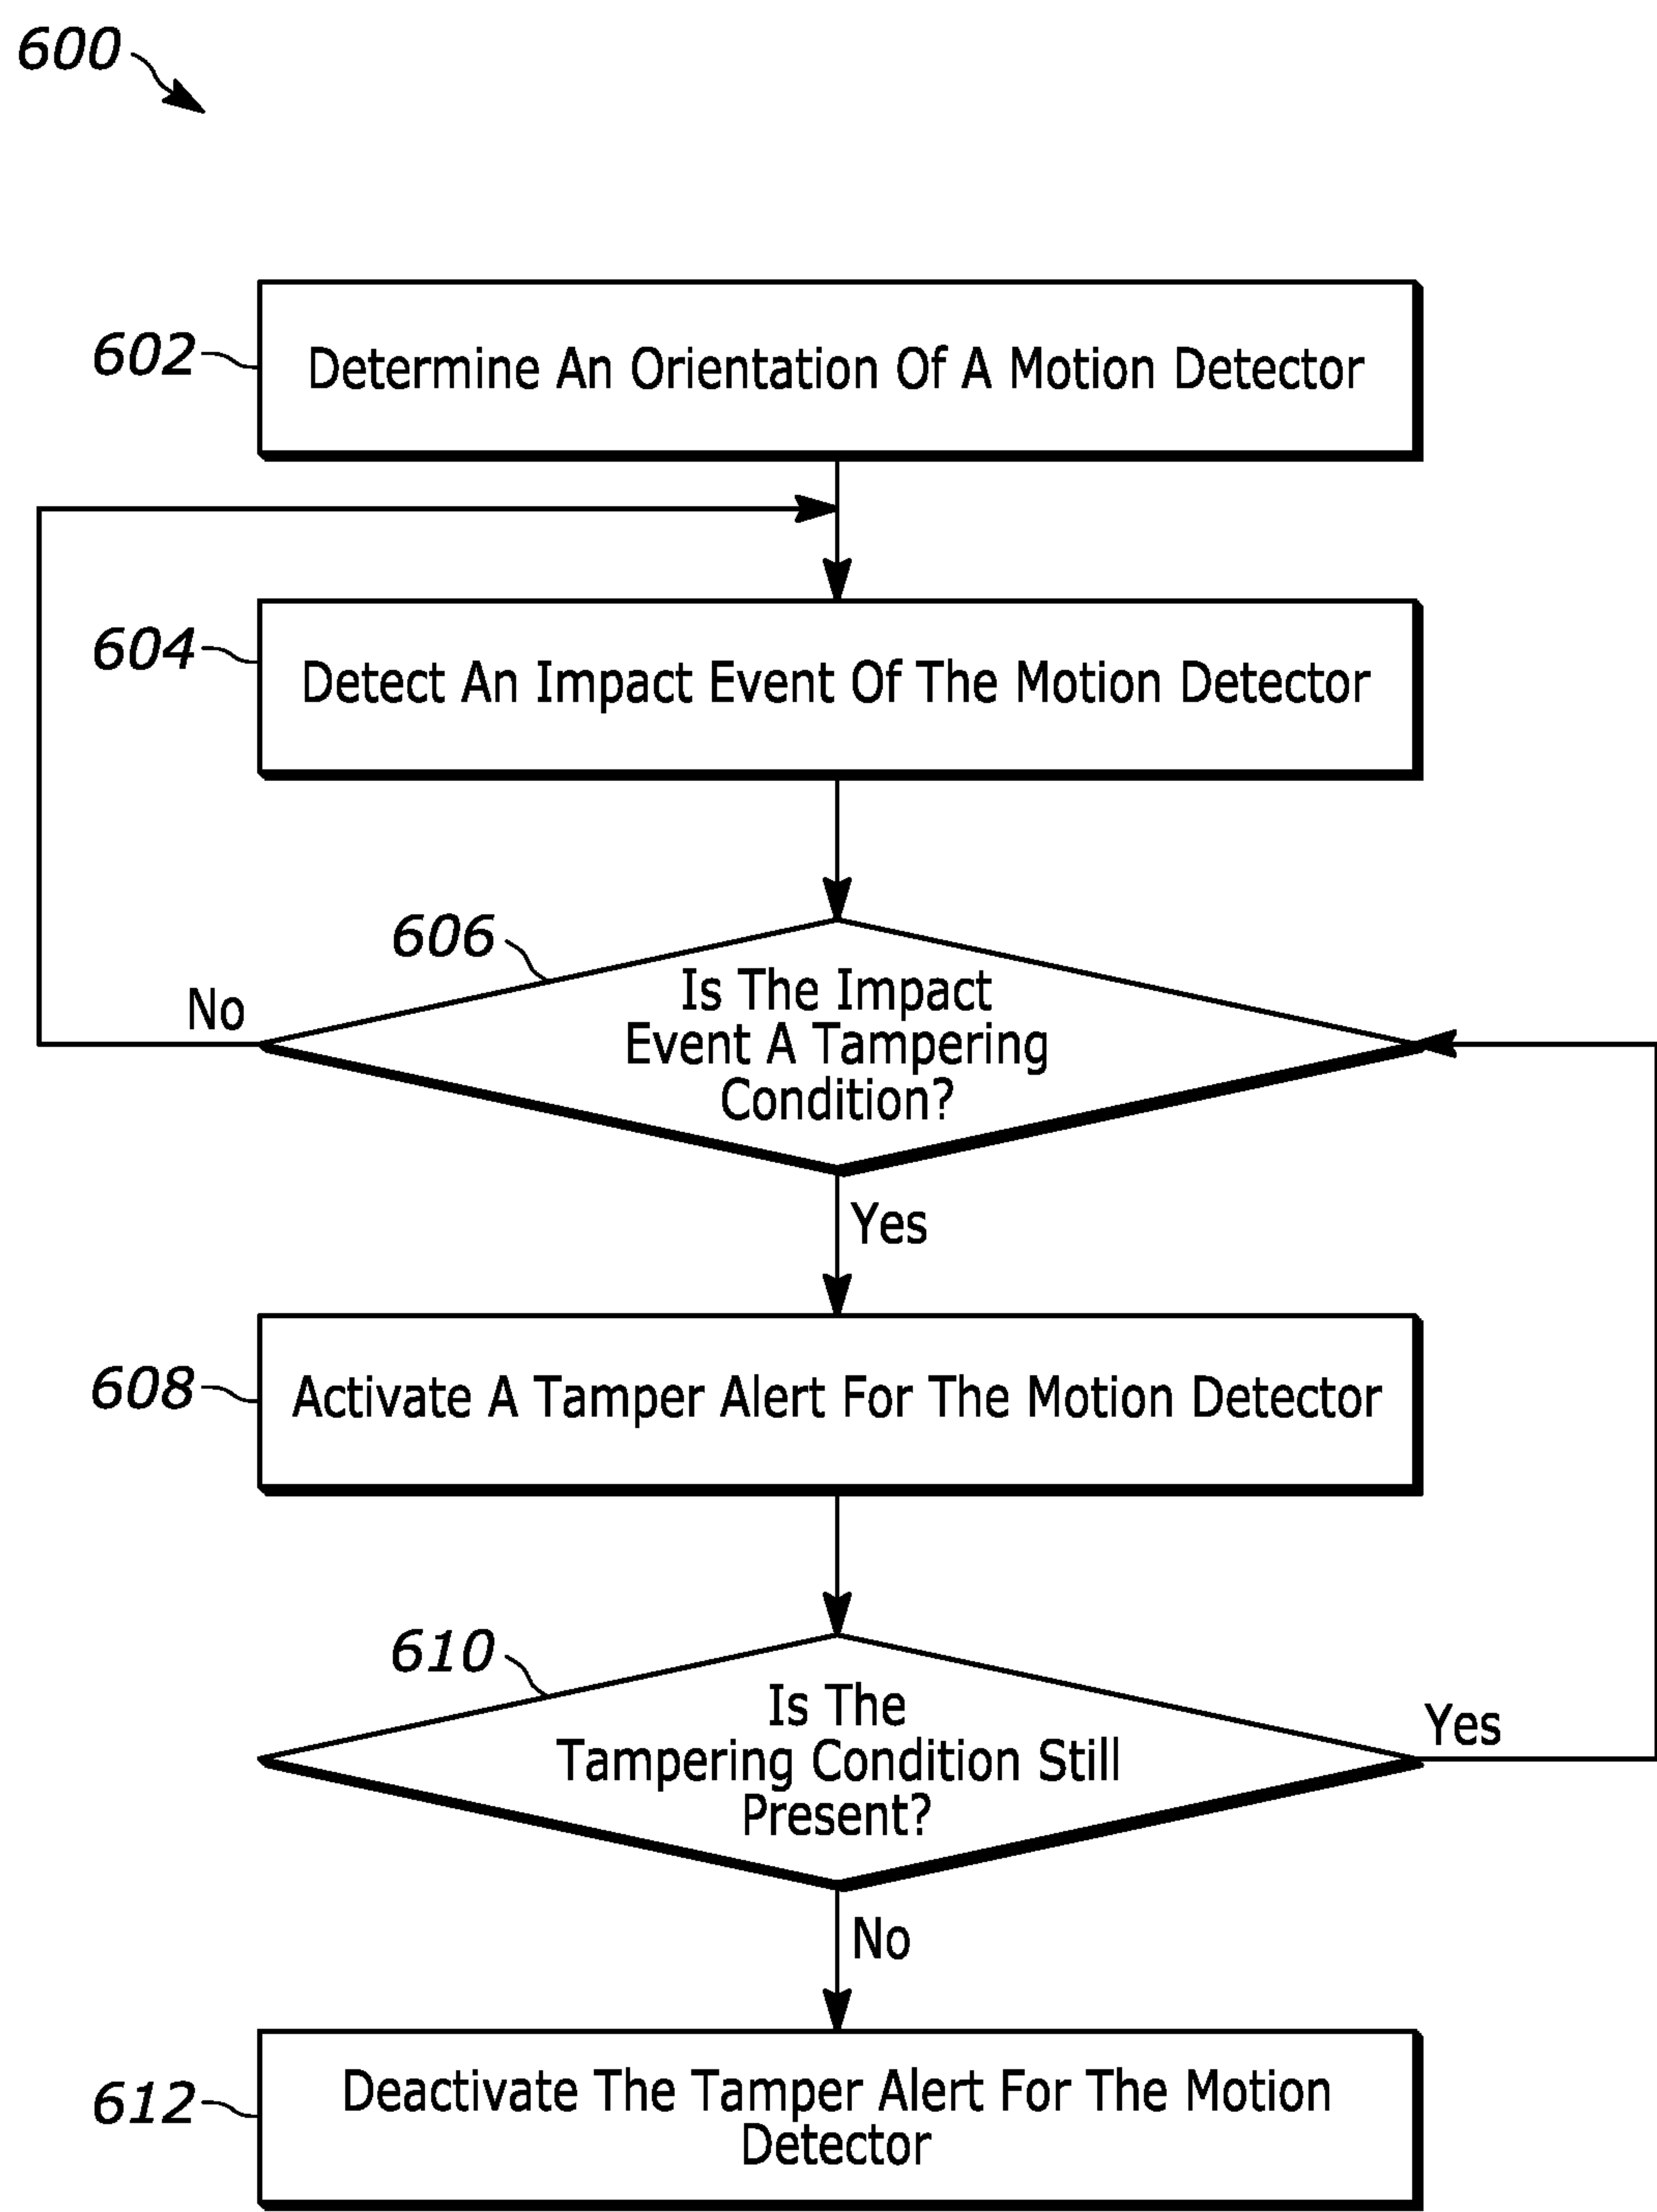 600
602
Determine An Orientation Of A Motion Detector
604
Detect An Impact Event Of The Motion Detector
606
Is The Impact
Event A Tampering
Condition?
No
Yes
608
Activate A Tamper Alert For The Motion Detector
610
Is The
Tampering Condition Still
Present?
Yes
No
612
Deactivate The Tamper Alert For The Motion
Detector